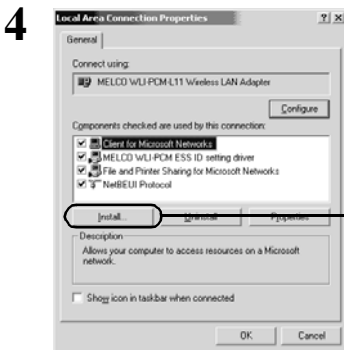 4
Local Area Connection Properties
General
Connect using:
MELCO WLI-PCM-L11 Wireless LAN Adapter
Configure
Components checked are used by this connection:
Client for Microsoft Networks
MELCO WLI-PCM ESS ID setting driver
File and Printer Sharing for Microsoft Networks
NetBEUI Protocol
Install... Uninstall Properties
Description
Allows your computer to access resources on a Microsoft
network.
Show icon in taskbar when connected
OK Cancel